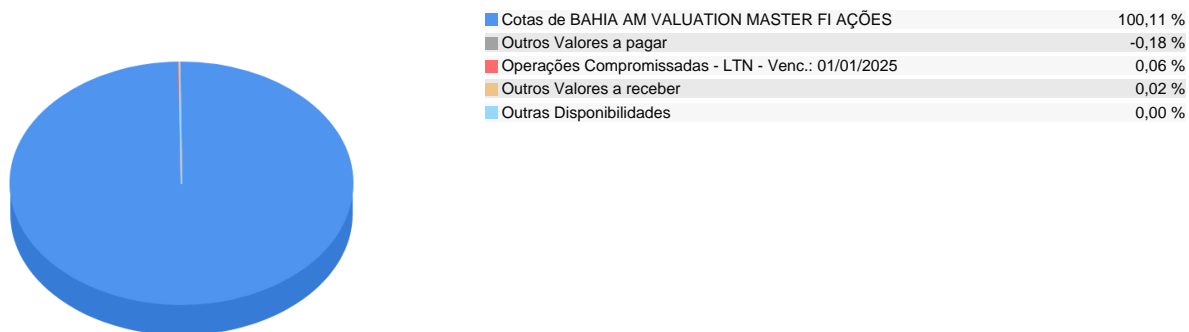 Cotas de BAHIA AM VALUATION MASTER FI AÇÕES 100,11 %
Outros Valores a pagar -0,18 %
Operações Compromissadas - LTN - Venc.: 01/01/2025 0,06 %
Outros Valores a receber 0,02 %
Outras Disponibilidades 0,00 %